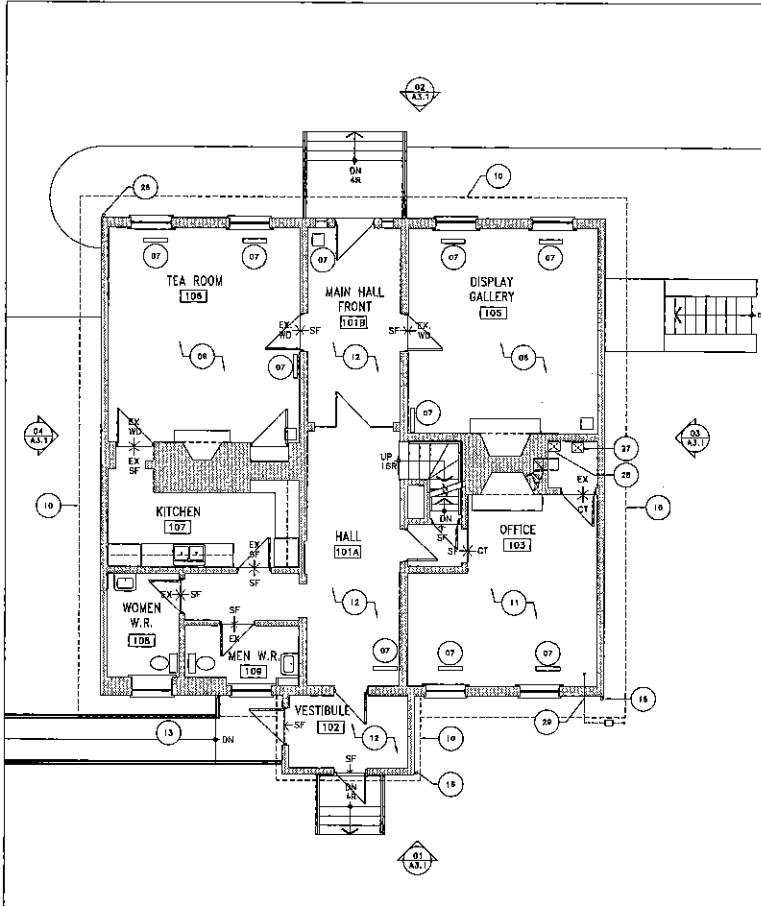 02
A3.1
DN
4R
26
10
07
07
07
07
07
TEA ROOM
106
MAIN HALL
FRONT
101B
DISPLAY
GALLERY
105
EX.
WD
SF
SF
EX.
WD
12
07
07
04
A3.1
EX
WD
EX
SF
UP
16R
27
28
03
A3.1
EX
CT
10
10
KITCHEN
107
HALL
101A
DN
SF
OFFICE
103
SF
CT
EX
SF
SF
WOMEN
W.R.
108
EX
SF
SF
EX
12
11
MEN W.R.
109
07
07
07
VESTIBULE
102
SF
12
10
13
DN
SF
DN
4R
15
29
01
A3.1